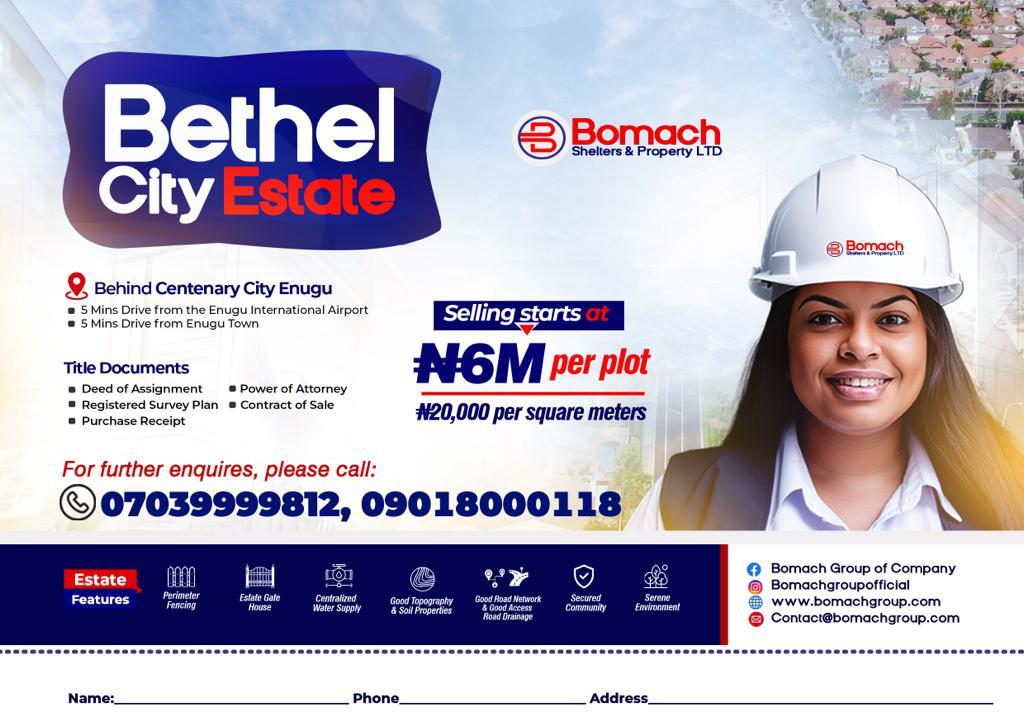 Bethel
City Estate
Bomach
Shelters & Property LTD
Bomach
Shelters & Property LTD
Behind Centenary City Enugu
5 Mins Drive from the Enugu International Airport
5 Mins Drive from Enugu Town
Title Documents
Deed of Assignment
Power of Attorney
Registered Survey Plan
Contract of Sale
Purchase Receipt
Selling starts at
₦6M per plot
₦20,000 per square meters
For further enquires, please call:
07039999812, 09018000118
Estate
Features
Perimeter
Fencing
Estate Gate
House
Centralized
Water Supply
Good Topography
& Soil Properties
Good Road Network
& Good Access
Road Drainage
Secured
Community
Serene
Environment
Bomach Group of Company
Bomachgroupofficial
www.bomachgroup.com
Contact@bomachgroup.com
Name: Phone Address